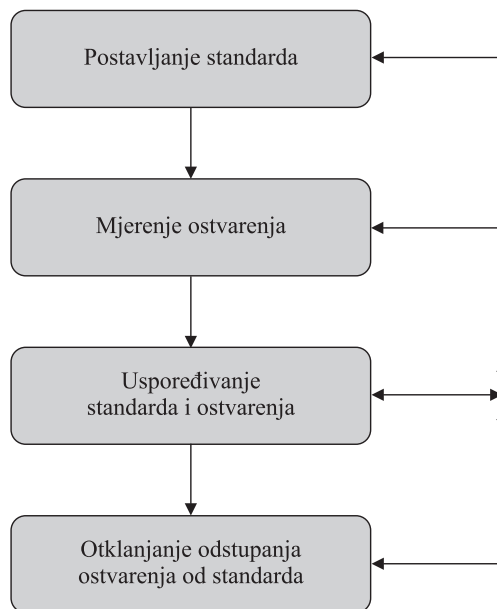 Postavljanje standarda
Mjerenje ostvarenja
Uspoređivanje
standarda i ostvarenja
Otklanjanje odstupanja
ostvarenja od standarda